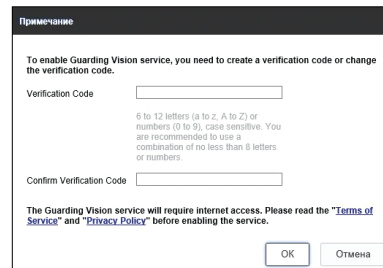 Примечание
To enable Guarding Vision service, you need to create a verification code or change
the verification code.
Verification Code
6 to 12 letters (a to z, A to Z) or
numbers (0 to 9), case sensitive. You
are recommended to use a
combination of no less than 8 letters
or numbers.
Confirm Verification Code
The Guarding Vision service will require internet access. Please read the "Terms of
Service" and "Privacy Policy" before enabling the service.
OK
Отмена